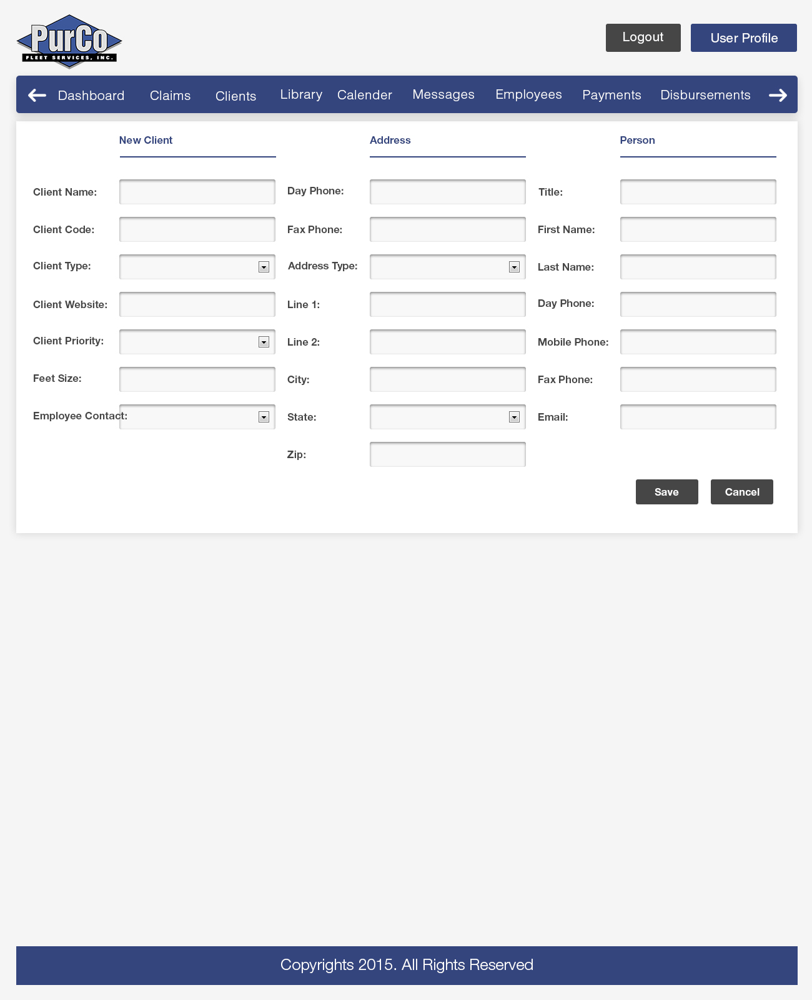 PurCo
FLEET SERVICES, INC.
Logout
User Profile
Dashboard Claims Clients Library Calender Messages Employees Payments Disbursements
New Client Address Person
Client Name: Day Phone: Title:
Client Code: Fax Phone: First Name:
Client Type: Address Type: Last Name:
Client Website: Line 1: Day Phone:
Client Priority: Line 2: Mobile Phone:
Feet Size: City: Fax Phone:
Employee Contact: State: Email:
Zip:
Save Cancel
Copyrights 2015. All Rights Reserved